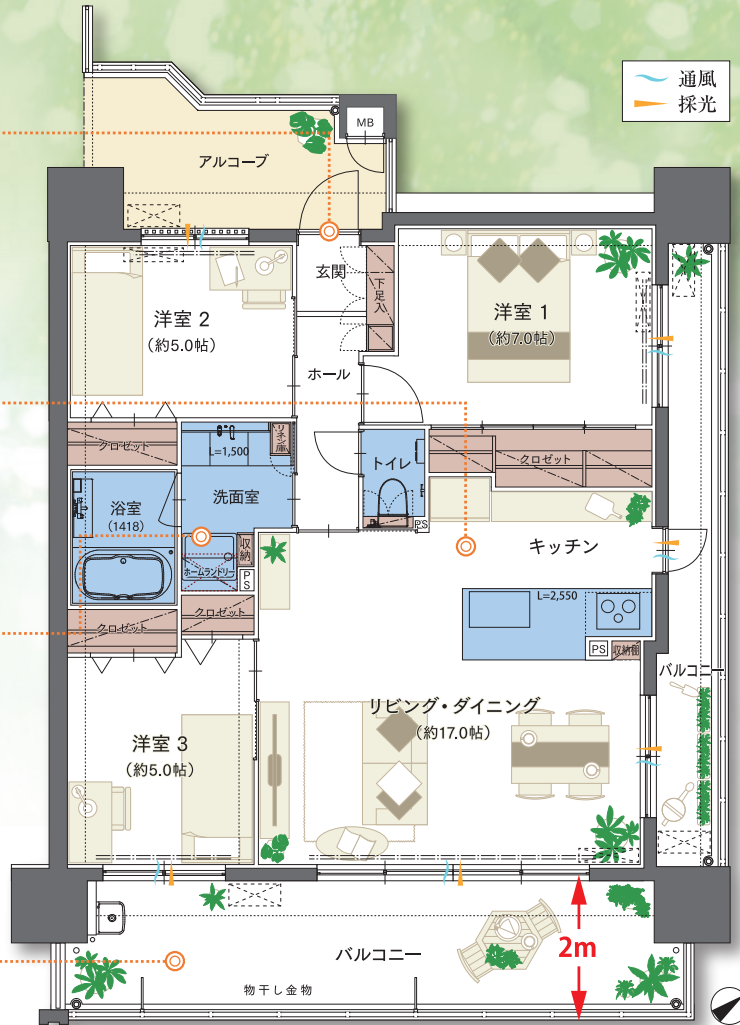 通風
採光
MB
アルコーブ
玄関
下足入
洋室 2
(約5.0帖)
洋室 1
(約7.0帖)
ホール
クロゼット
L=1,500
リネン庫
トイレ
クロゼット
洗面室
浴室
(1418)
PS
キッチン
収納
ホームランドリー
PS
L=2,550
クロゼット
クロゼット
PS
収納棚
バルコニー
リビング・ダイニング
(約17.0帖)
洋室 3
(約5.0帖)
バルコニー
2m
物干し金物